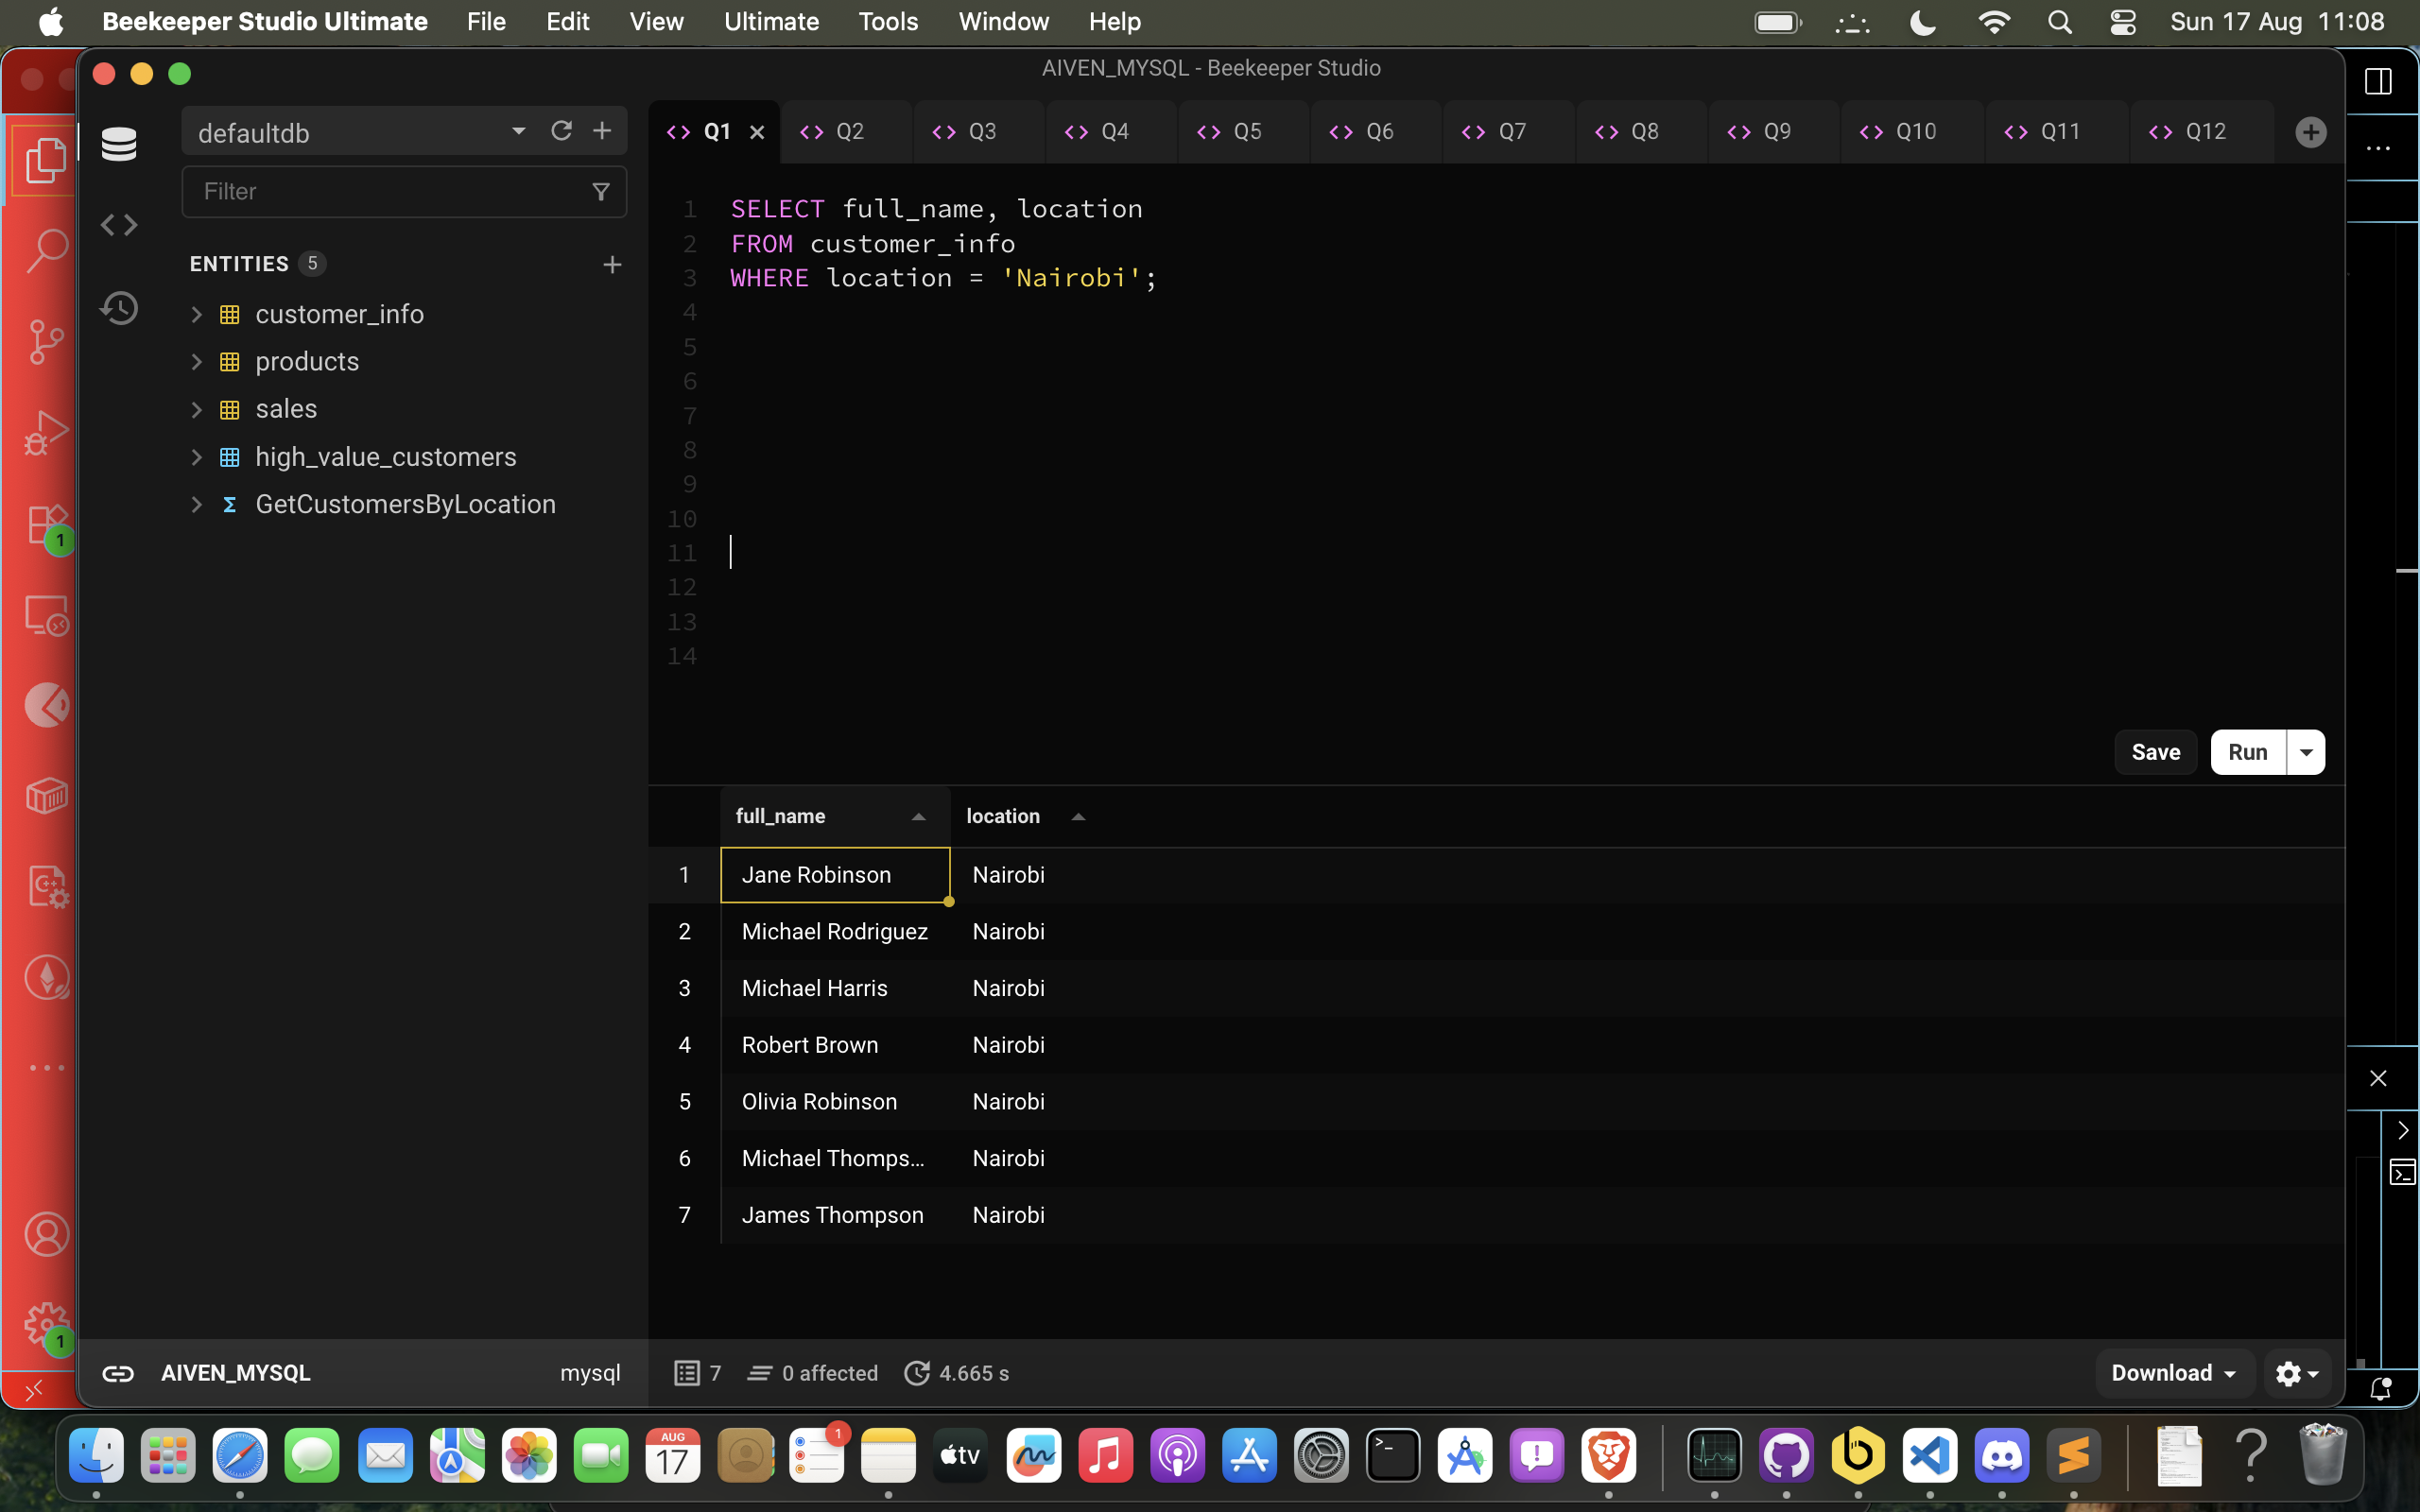 Beekeeper Studio Ultimate File Edit View Ultimate Tools Window Help Sun 17 Aug 11:08
AIVEN_MYSQL - Beekeeper Studio
defaultdb
Filter
ENTITIES 5
customer_info
products
sales
high_value_customers
GetCustomersByLocation
Q1 Q2 Q3 Q4 Q5 Q6 Q7 Q8 Q9 Q10 Q11 Q12
1 SELECT full_name, location
2 FROM customer_info
3 WHERE location = 'Nairobi';
4
5
6
7
8
9
10
11
12
13
14
Save Run
full_name location
1 Jane Robinson Nairobi
2 Michael Rodriguez Nairobi
3 Michael Harris Nairobi
4 Robert Brown Nairobi
5 Olivia Robinson Nairobi
6 Michael Thomps... Nairobi
7 James Thompson Nairobi
AIVEN_MYSQL mysql 7 0 affected 4.665 s Download
1
1
C++
AUG
17
1
tv